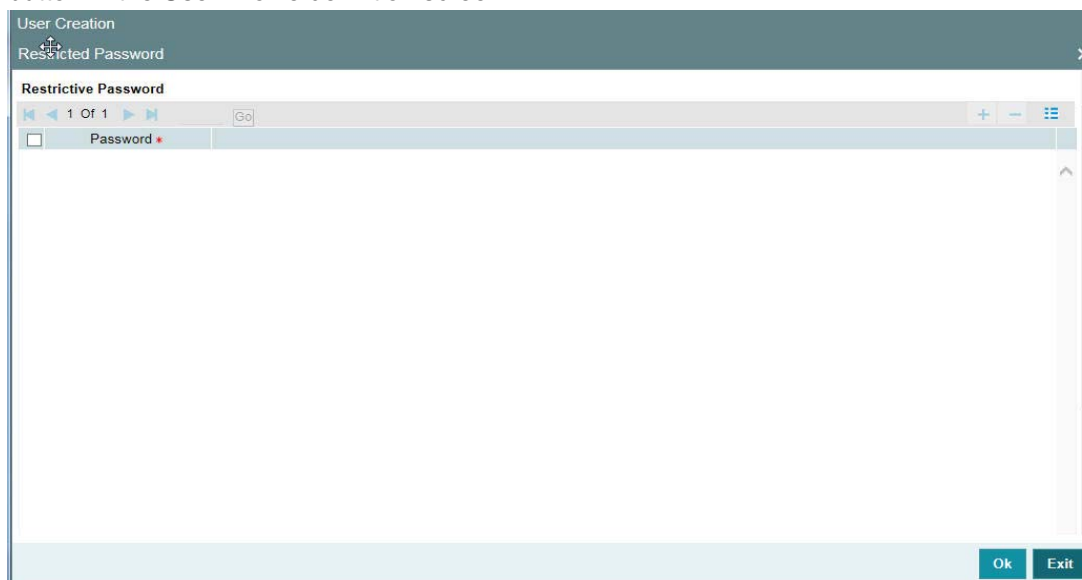 User Creation
Restricted Password
Restrictive Password
1 Of 1 Go
Password *
Ok Exit